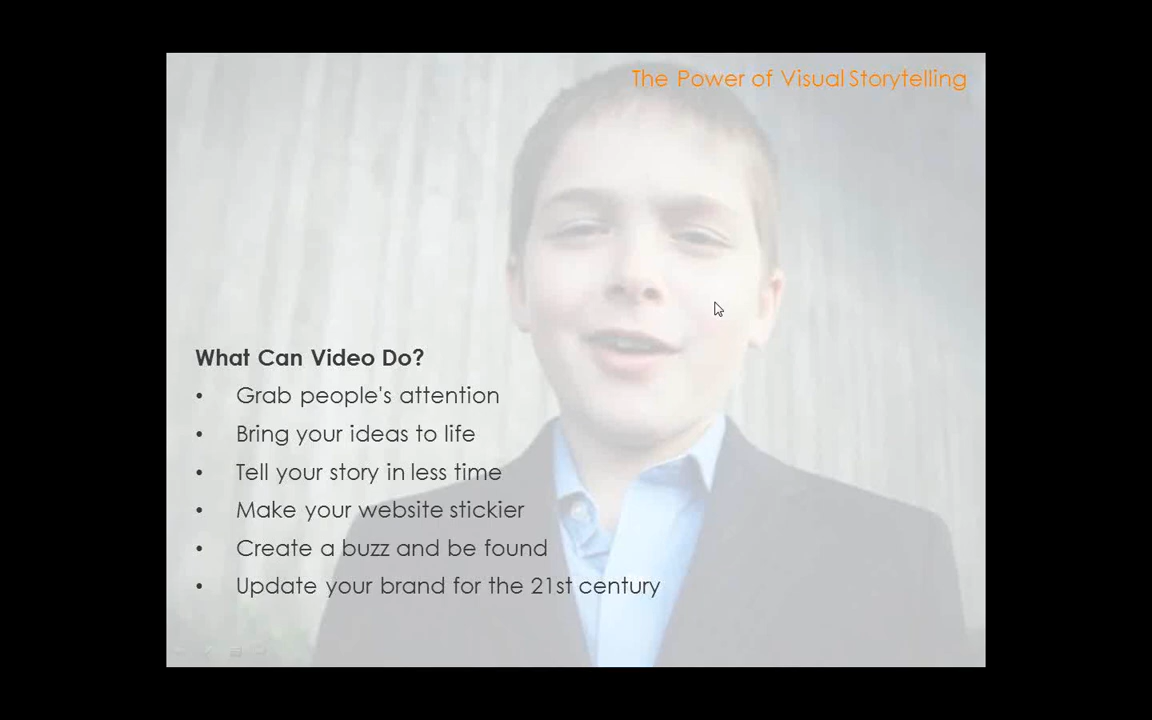 The Power of Visual Storytelling
What Can Video Do?
• Grab people's attention
• Bring your ideas to life
• Tell your story in less time
• Make your website stickier
• Create a buzz and be found
• Update your brand for the 21st century